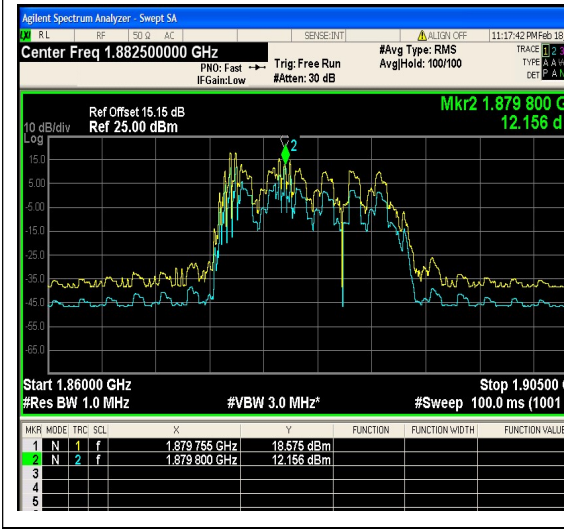 Agilent Spectrum Analyzer - Swept SA
RL RF 50 Ω AC SENSE:INT ALIGN OFF 11:17:42 PM Feb 18
Center Freq 1.882500000 GHz #Avg Type: RMS TRACE 1 2 3
PNO: Fast Trig: Free Run Avg|Hold: 100/100 TYPE A A
IFGain:Low #Atten: 30 dB DET P A N
Mkr2 1.879 800 G
Ref Offset 15.15 dB
10 dB/div Ref 25.00 dBm 12.156 d
Log
2
15.0
5.00
-5.00
-15.0
-25.0
-35.0
-45.0
-55.0
-65.0
Start 1.86000 GHz Stop 1.90500
#Res BW 1.0 MHz #VBW 3.0 MHz* #Sweep 100.0 ms (1001
MKR MODE TRC SCL X Y FUNCTION FUNCTION WIDTH FUNCTION VALUE
1 N 1 f 1.879 755 GHz 18.575 dBm
2 N 2 f 1.879 800 GHz 12.156 dBm
3
4
5